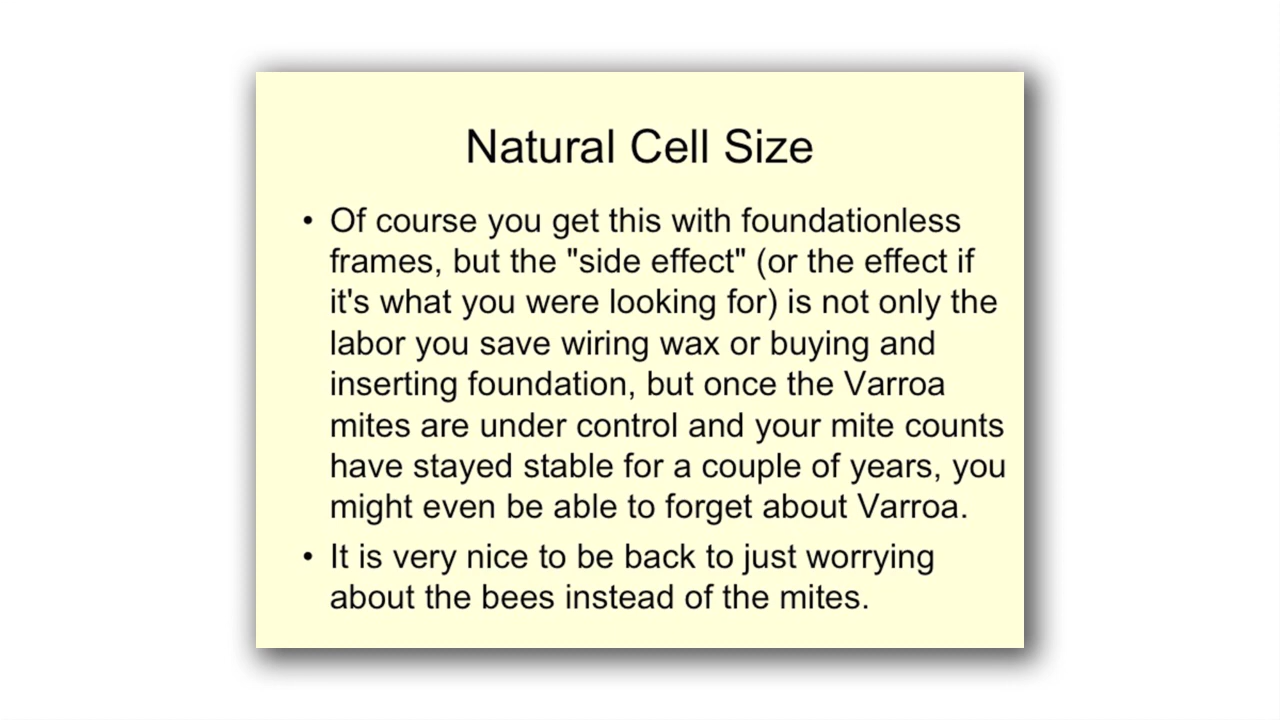 Natural Cell Size
• Of course you get this with foundationless
frames, but the "side effect" (or the effect if
it's what you were looking for) is not only the
labor you save wiring wax or buying and
inserting foundation, but once the Varroa
mites are under control and your mite counts
have stayed stable for a couple of years, you
might even be able to forget about Varroa.
• It is very nice to be back to just worrying
about the bees instead of the mites.